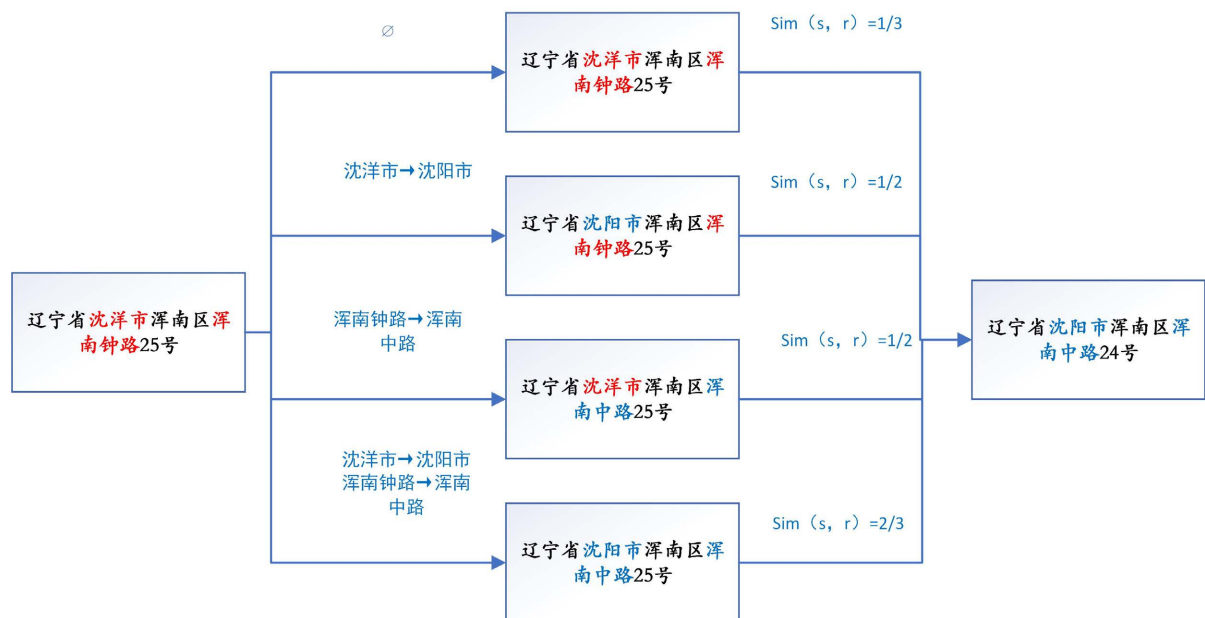 ∅
Sim（s，r）=1/3
辽宁省沈洋市浑南区浑
南钟路25号
沈洋市→沈阳市
Sim（s，r）=1/2
辽宁省沈阳市浑南区浑
南钟路25号
辽宁省沈洋市浑南区浑
南钟路25号
浑南钟路→浑南
中路
Sim（s，r）=1/2
辽宁省沈洋市浑南区浑
南中路25号
辽宁省沈阳市浑南区浑
南中路24号
沈洋市→沈阳市
浑南钟路→浑南
中路
Sim（s，r）=2/3
辽宁省沈阳市浑南区浑
南中路25号